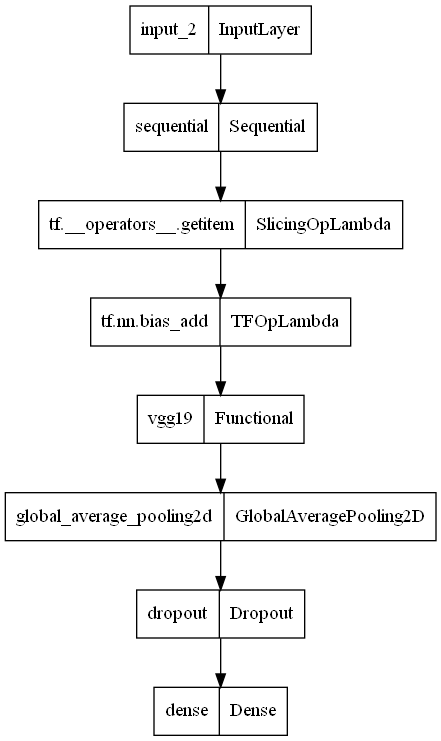 input_2 InputLayer
sequential Sequential
tf.__operators__.getitem SlicingOpLambda
tf.nn.bias_add TFOpLambda
vgg19 Functional
global_average_pooling2d GlobalAveragePooling2D
dropout Dropout
dense Dense